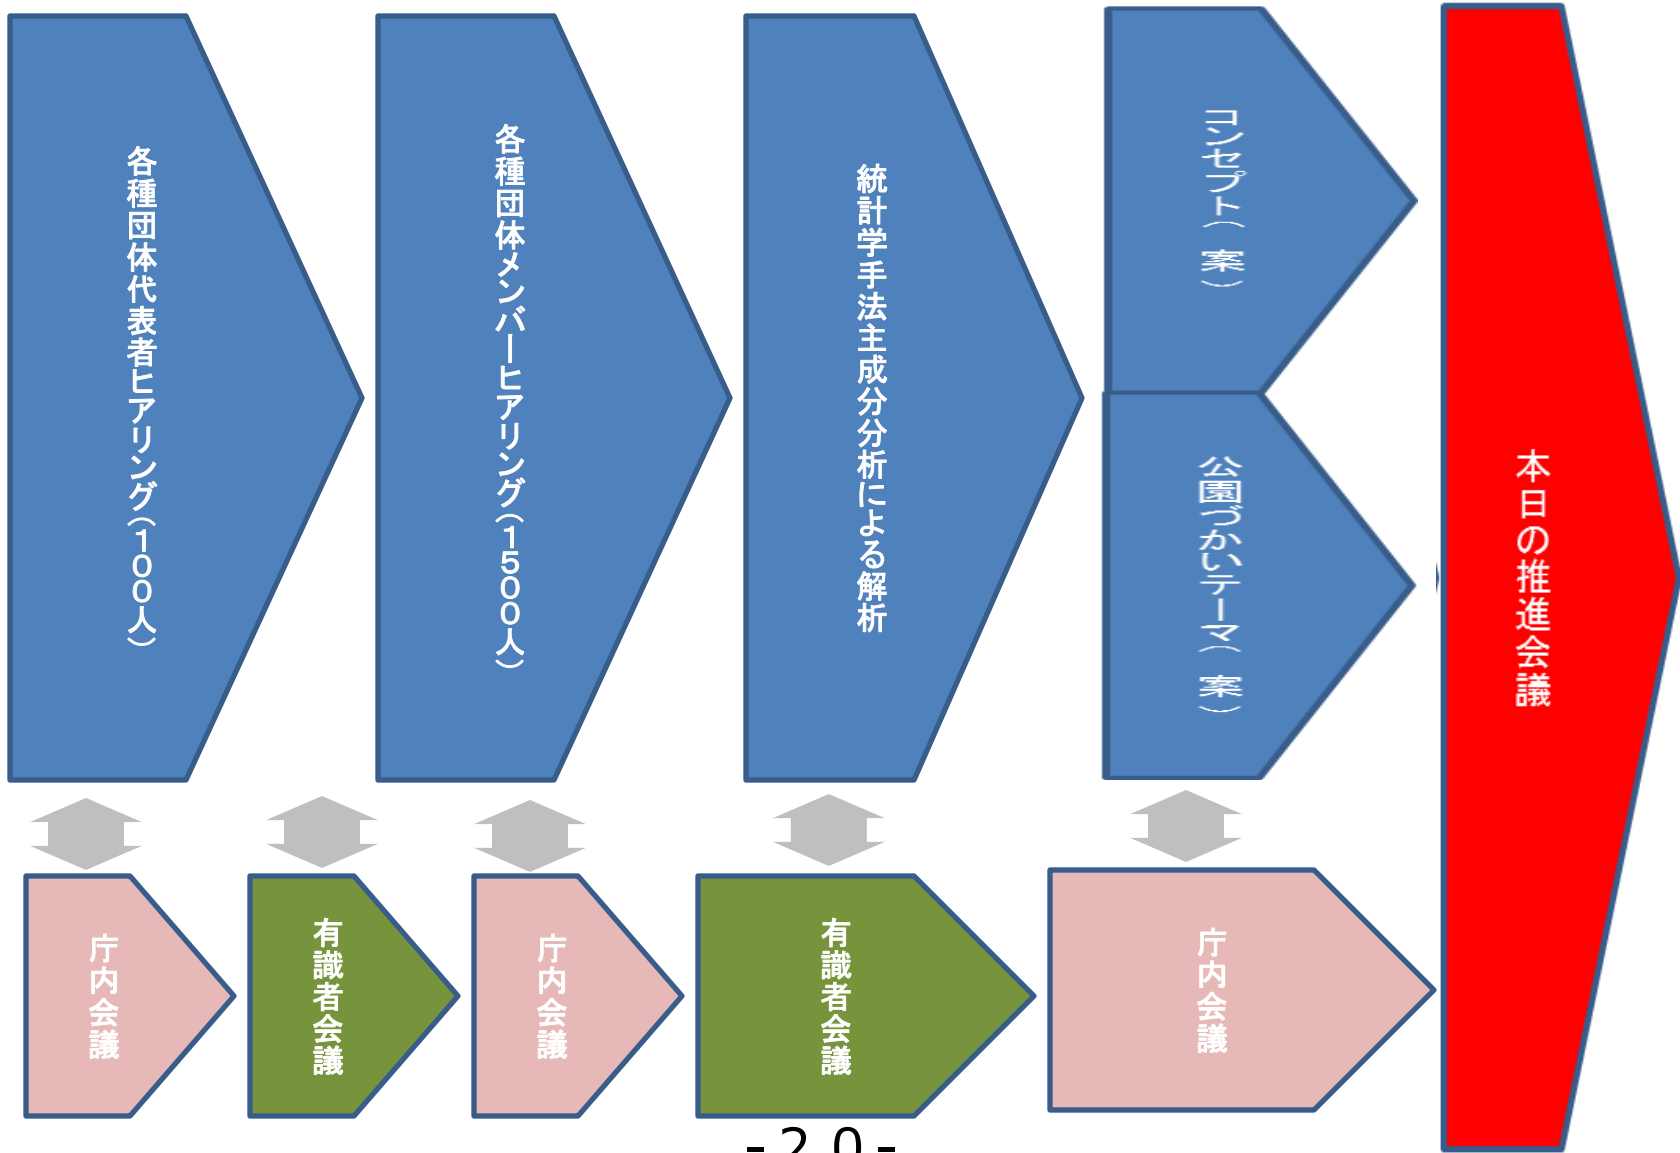 各種団体代表者ヒアリング（１００人）
各種団体メンバーヒアリング（１５００人）
統計学手法主成分分析による解析
コンセプト（案）
公園づかいテーマ（案）
本日の推進会議
庁内会議
有識者会議
庁内会議
有識者会議
庁内会議
-２０-